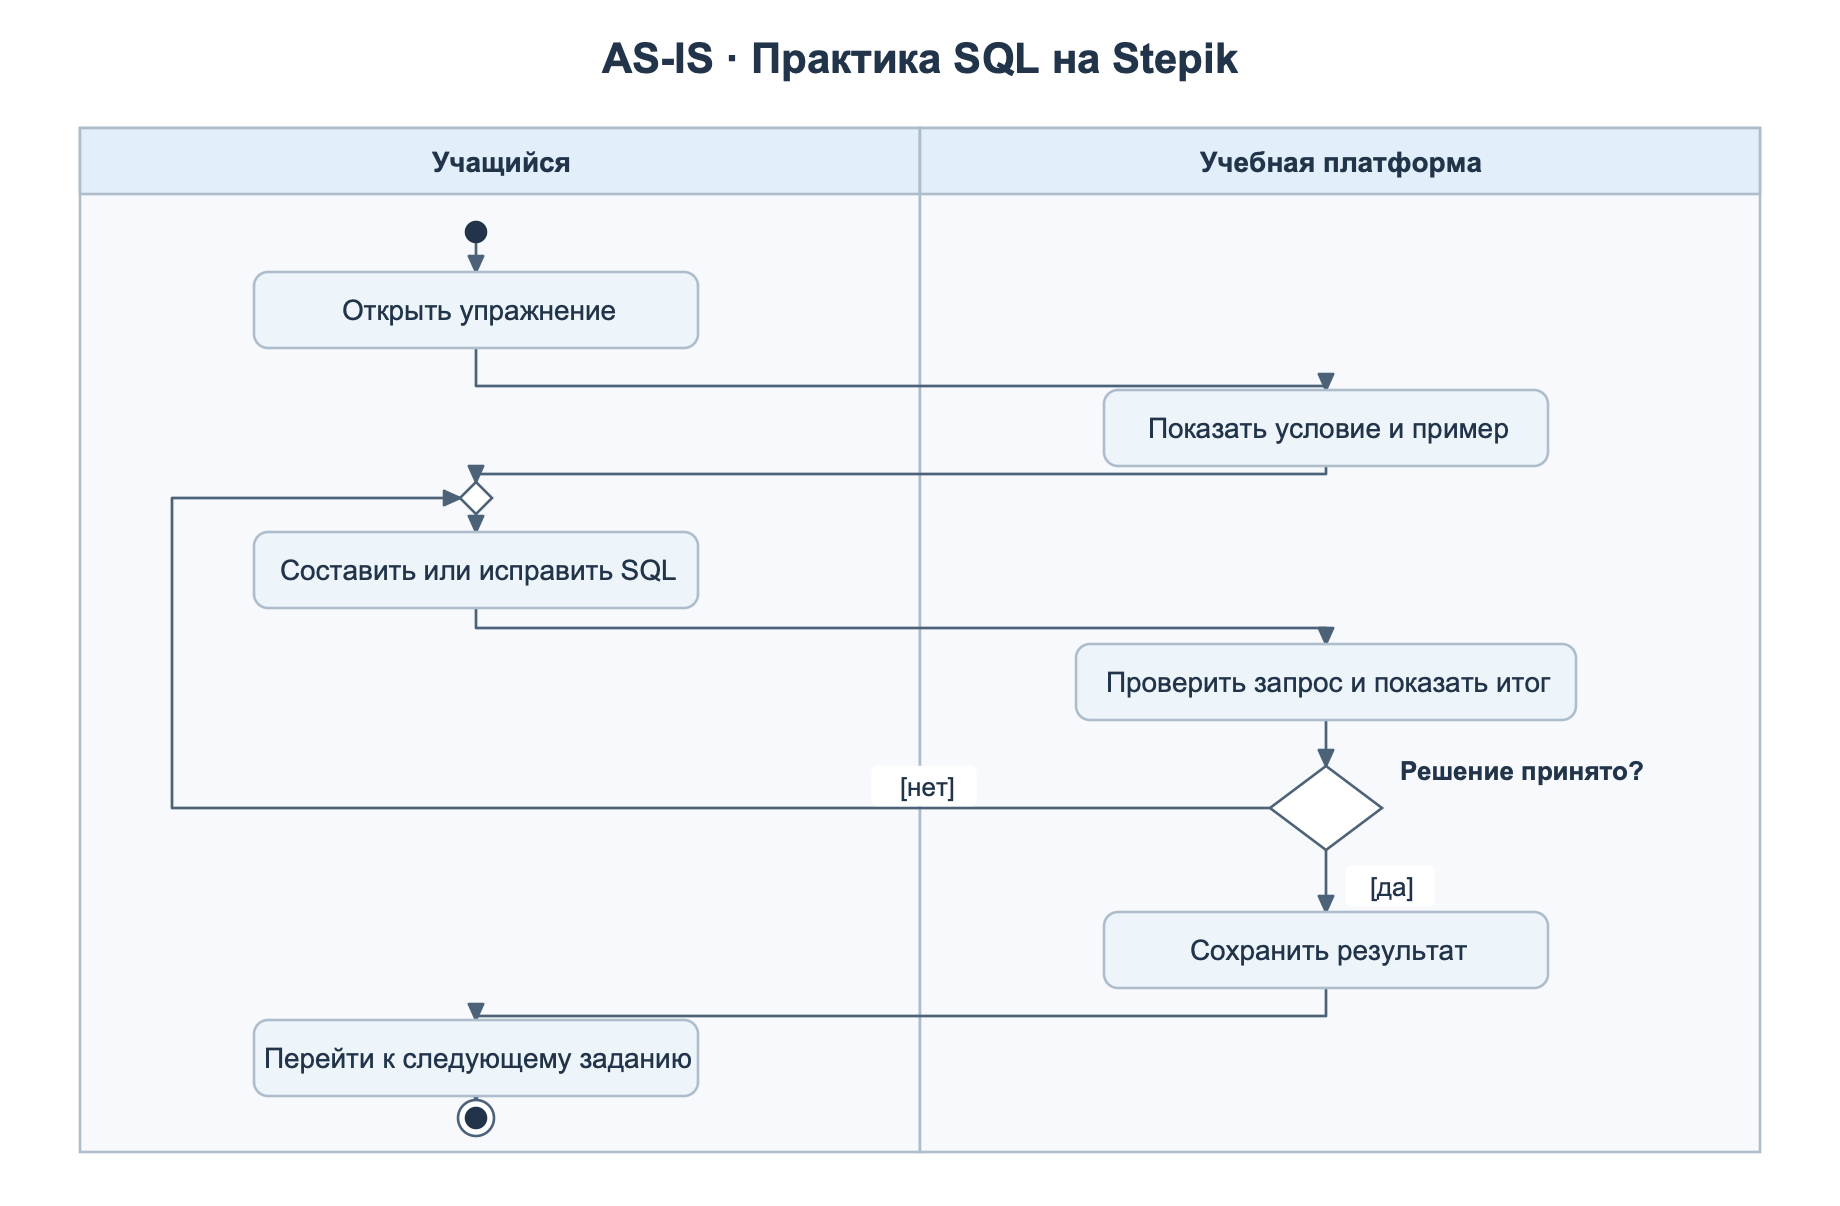 AS-IS · Практика SQL на Stepik
Учащийся
Учебная платформа
Открыть упражнение
Показать условие и пример
Составить или исправить SQL
Проверить запрос и показать итог
Решение принято?
[нет]
[да]
Сохранить результат
Перейти к следующему заданию